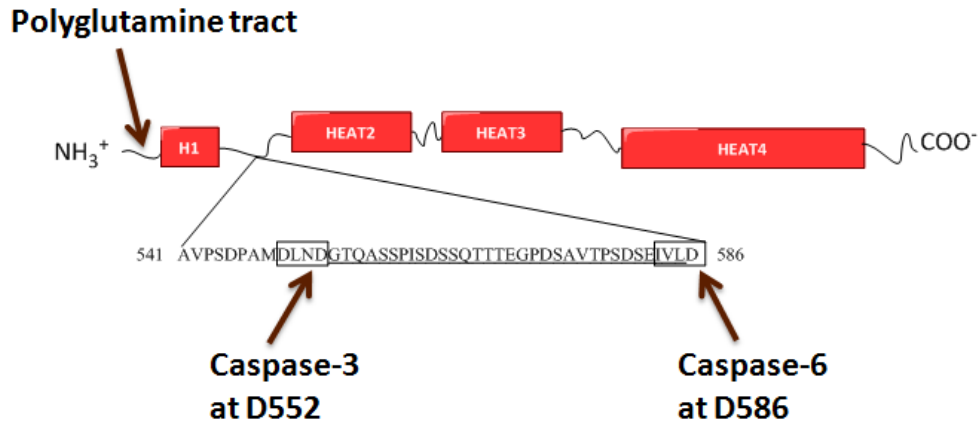 Polyglutamine tract
NH₃⁺ H1 HEAT2 HEAT3 HEAT4 COO⁻
541 AVPSDPAMDLNDGTQASSPISDSSQTTTEGPDSAVTPSDSEIVLD 586
Caspase-3 Caspase-6
at D552 at D586